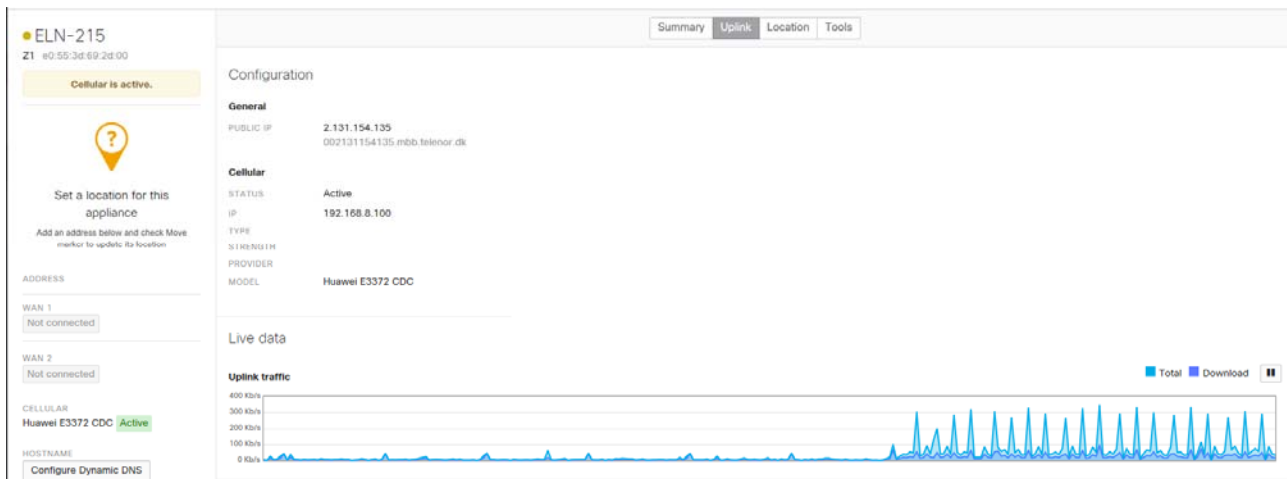 ELN-215
Z1 e0:55:3d:69:2d:00
Cellular is active.
?
Set a location for this
appliance
Add an address below and check Move
marker to update its location
ADDRESS
WAN 1
Not connected
WAN 2
Not connected
CELLULAR
Huawei E3372 CDC Active
HOSTNAME
Configure Dynamic DNS
Summary Uplink Location Tools
Configuration
General
PUBLIC IP 2.131.154.135
002131154135.mbb.telenor.dk
Cellular
STATUS Active
IP 192.168.8.100
TYPE
STRENGTH
PROVIDER
MODEL Huawei E3372 CDC
Live data
Uplink traffic Total Download
400 Kb/s
300 Kb/s
200 Kb/s
100 Kb/s
0 Kb/s